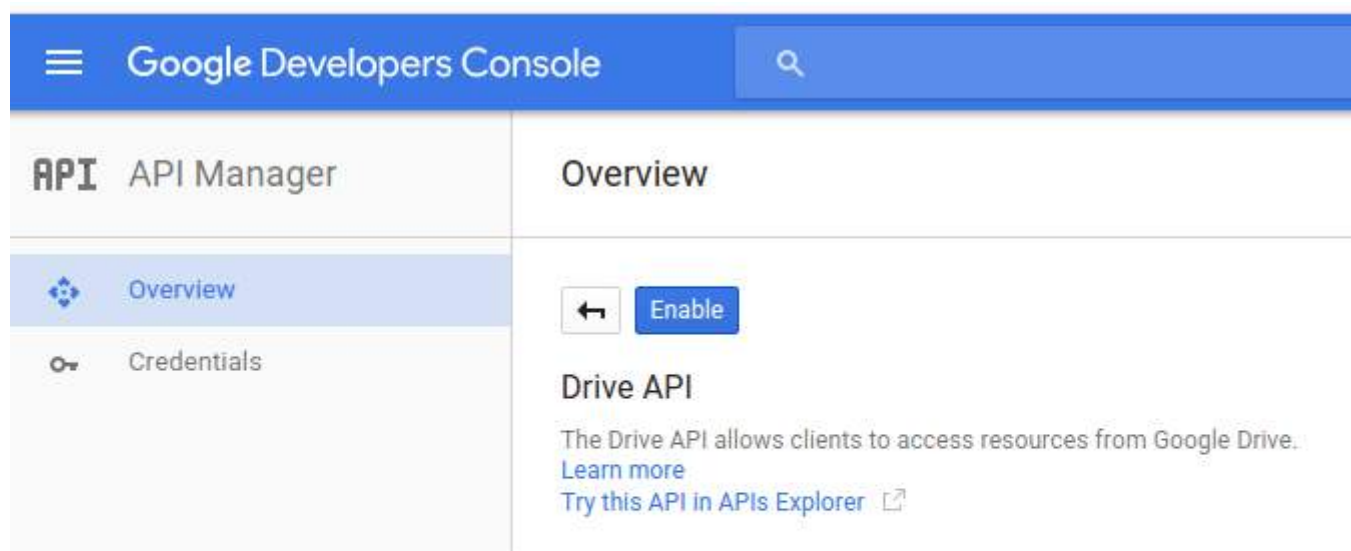 Google Developers Console
API API Manager
Overview
Overview
Credentials
Enable
Drive API
The Drive API allows clients to access resources from Google Drive.
Learn more
Try this API in APIs Explorer